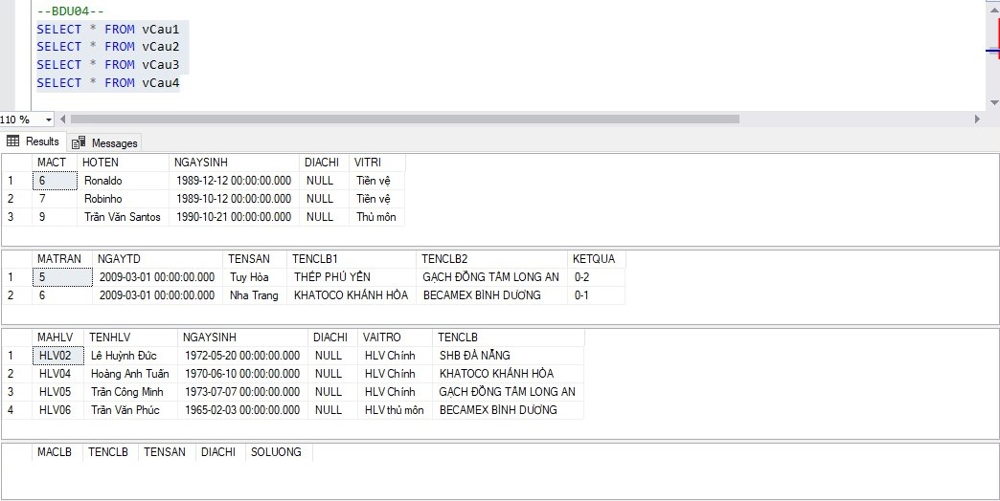 --BDU04--
SELECT * FROM vCau1
SELECT * FROM vCau2
SELECT * FROM vCau3
SELECT * FROM vCau4
110 %
Results Messages
MACT HOTEN NGAYSINH DIACHI VITRI
1 6 Ronaldo 1989-12-12 00:00:00.000 NULL Tiền vệ
2 7 Robinho 1989-10-12 00:00:00.000 NULL Tiền vệ
3 9 Trần Văn Santos 1990-10-21 00:00:00.000 NULL Thủ môn
MATRAN NGAYTD TENSAN TENCLB1 TENCLB2 KETQUA
1 5 2009-03-01 00:00:00.000 Tuy Hòa THÉP PHÚ YÊN GẠCH ĐỒNG TÂM LONG AN 0-2
2 6 2009-03-01 00:00:00.000 Nha Trang KHATOCO KHÁNH HÒA BECAMEX BÌNH DƯƠNG 0-1
MAHLV TENHLV NGAYSINH DIACHI VAITRO TENCLB
1 HLV02 Lê Huỳnh Đức 1972-05-20 00:00:00.000 NULL HLV Chính SHB ĐÀ NẴNG
2 HLV04 Hoàng Anh Tuấn 1970-06-10 00:00:00.000 NULL HLV Chính KHATOCO KHÁNH HÒA
3 HLV05 Trần Công Minh 1973-07-07 00:00:00.000 NULL HLV Chính GẠCH ĐỒNG TÂM LONG AN
4 HLV06 Trần Văn Phúc 1965-02-03 00:00:00.000 NULL HLV thủ môn BECAMEX BÌNH DƯƠNG
MACLB TENCLB TENSAN DIACHI SOLUONG